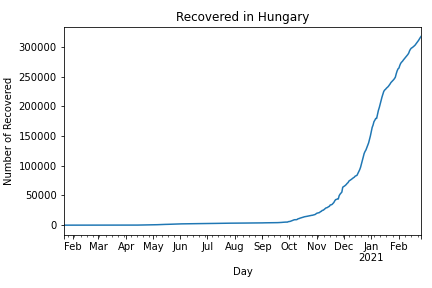 Recovered in Hungary
Number of Recovered
300000
250000
200000
150000
100000
50000
0
Feb Mar Apr May Jun Jul Aug Sep Oct Nov Dec Jan Feb
2021
Day